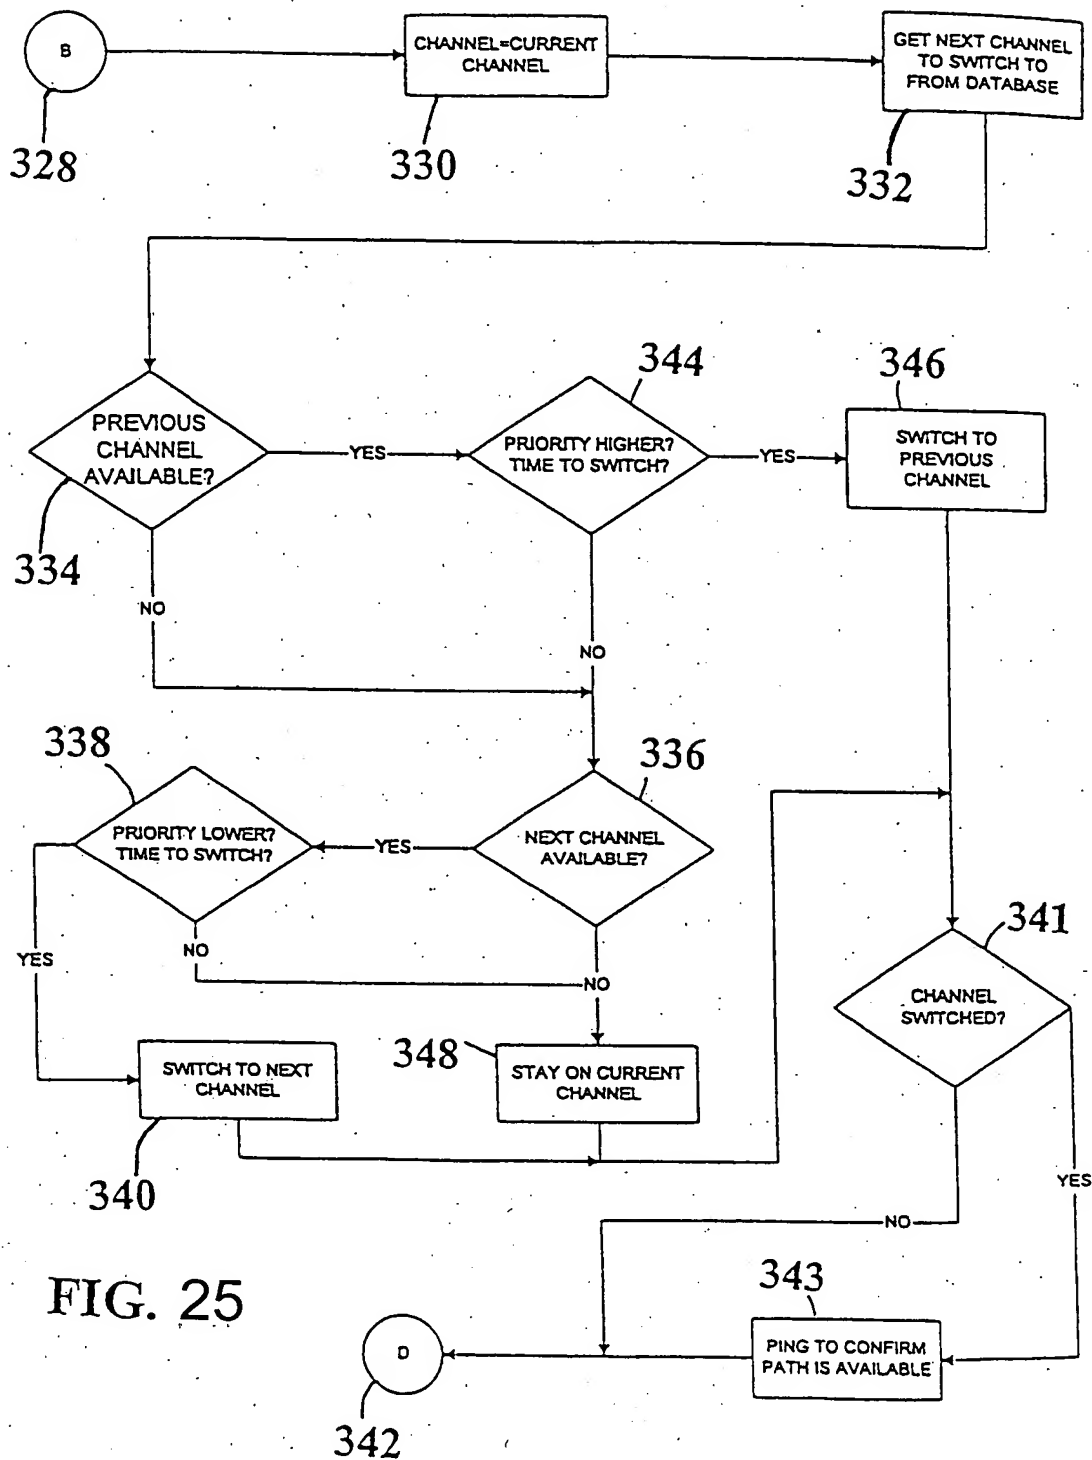 B
CHANNEL=CURRENT
CHANNEL
GET NEXT CHANNEL
TO SWITCH TO
FROM DATABASE
328
330
332
344
346
PREVIOUS
CHANNEL
AVAILABLE?
YES
PRIORITY HIGHER?
TIME TO SWITCH?
YES
SWITCH TO
PREVIOUS
CHANNEL
334
NO
NO
338
336
PRIORITY LOWER?
TIME TO SWITCH?
YES
NEXT CHANNEL
AVAILABLE?
341
NO
YES
NO
CHANNEL
SWITCHED?
348
SWITCH TO NEXT
CHANNEL
STAY ON CURRENT
CHANNEL
340
YES
NO
343
FIG. 25
D
PING TO CONFIRM
PATH IS AVAILABLE
342